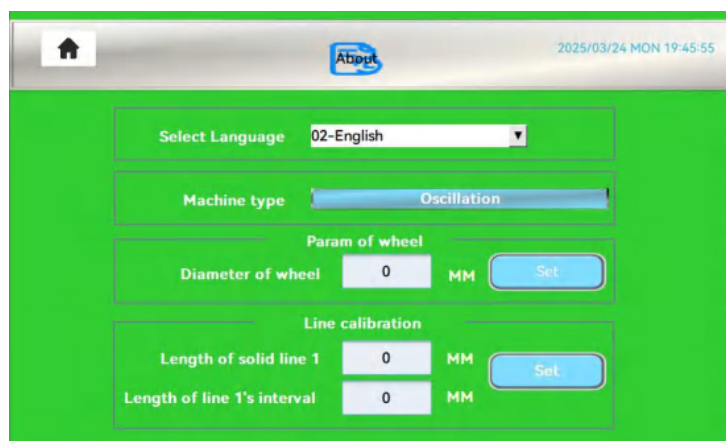 About
2025/03/24 MON 19:45:55
Select Language 02-English
Machine type Oscillation
Param of wheel
Diameter of wheel 0 MM Set
Line calibration
Length of solid line 1 0 MM
Set
Length of line 1's interval 0 MM